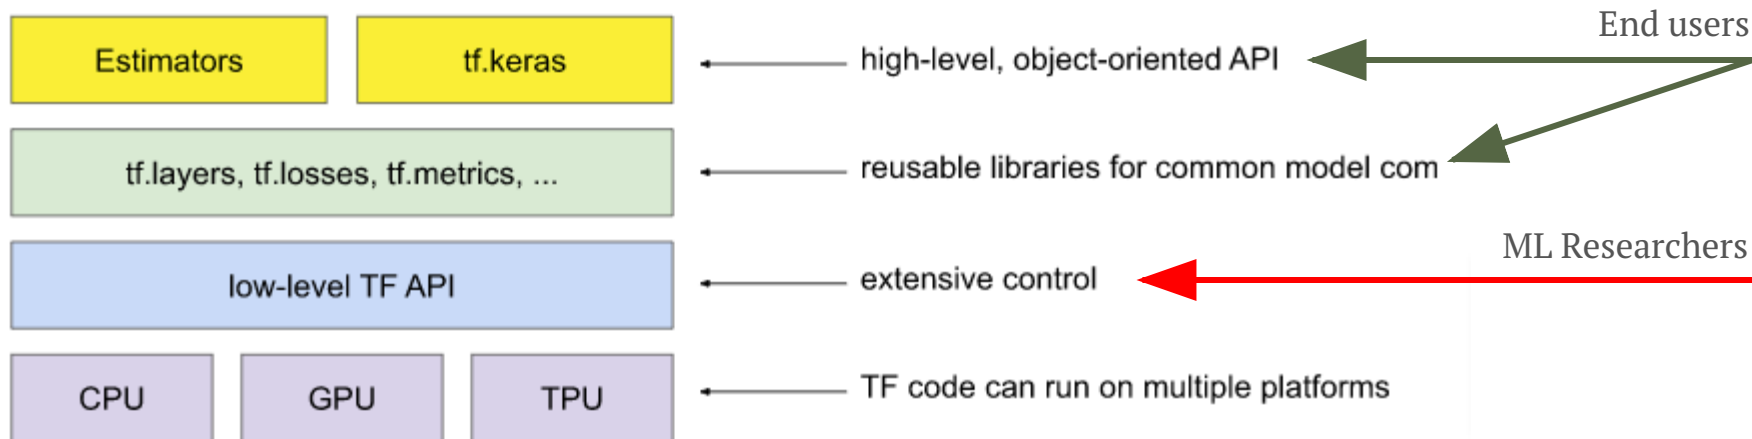 End users
Estimators tf.keras high-level, object-oriented API
tf.layers, tf.losses, tf.metrics, ... reusable libraries for common model com
ML Researchers
low-level TF API extensive control
CPU GPU TPU TF code can run on multiple platforms